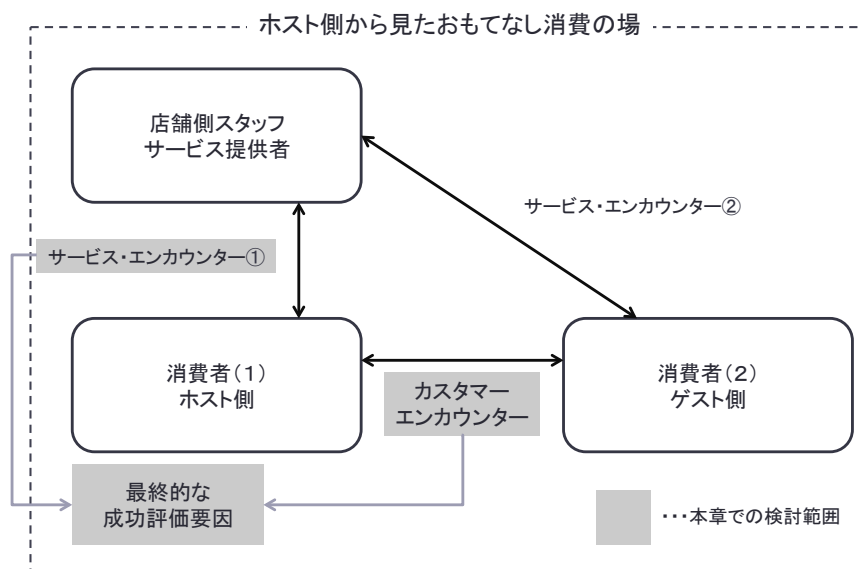 ホスト側から見たおもてなし消費の場
店舗側スタッフ
サービス提供者
サービス・エンカウンター②
サービス・エンカウンター①
消費者(1)
ホスト側
カスタマー
エンカウンター
消費者(2)
ゲスト側
最終的な
成功評価要因
・・・本章での検討範囲